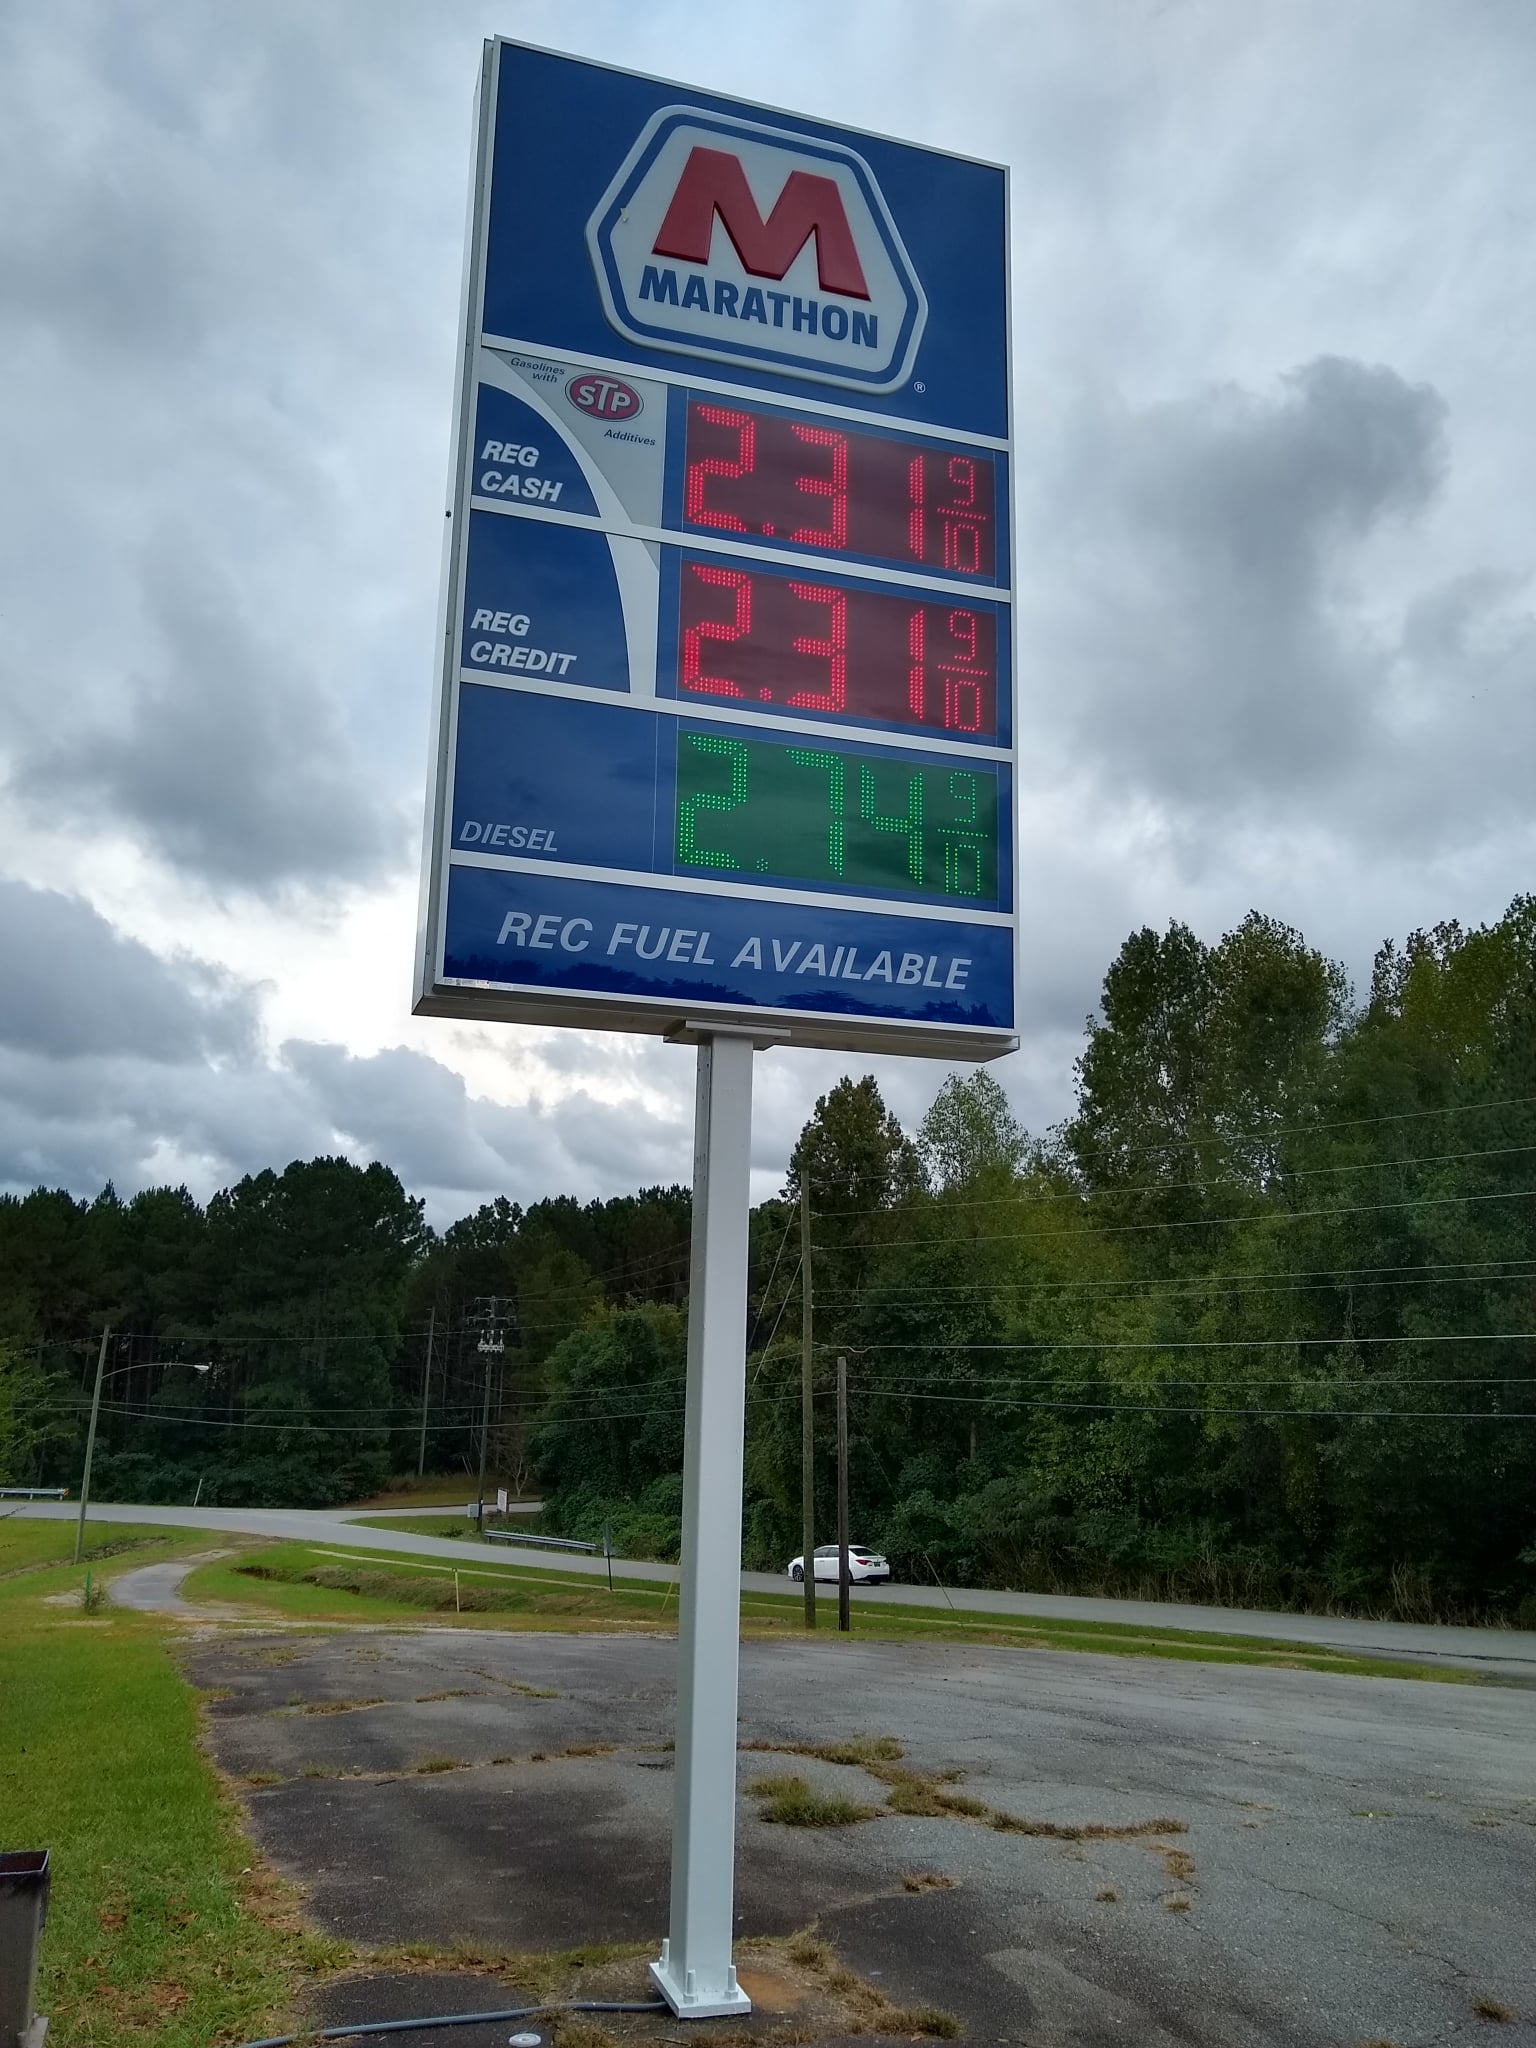 M
MARATHON
®
Gasolines
with
STP
Additives
REG
CASH
2.31 9/10
REG
CREDIT
2.31 9/10
DIESEL
2.74 9/10
REC FUEL AVAILABLE